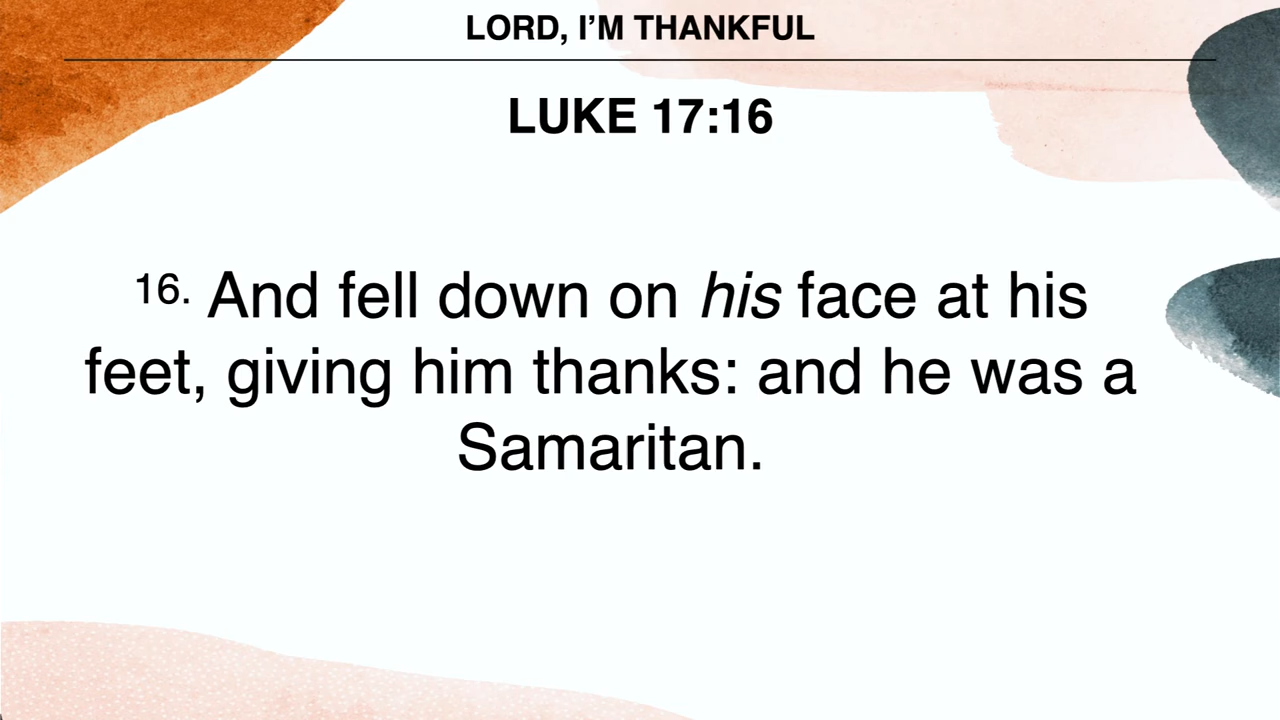 LORD, I’M THANKFUL
LUKE 17:16
16. And fell down on his face at his
feet, giving him thanks: and he was a
Samaritan.